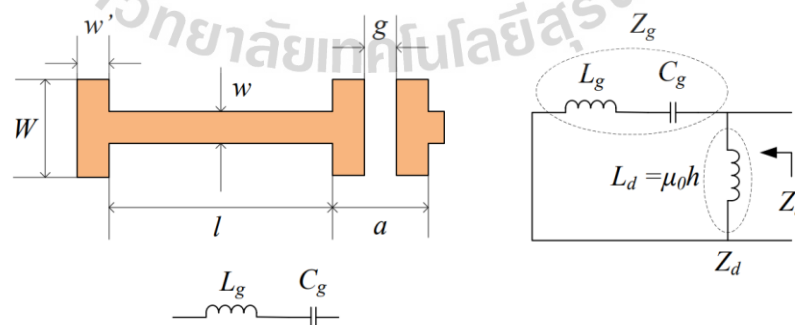 วิทยาลัยเทคโนโลยีสุร
w'
g
Z_g
L_g
C_g
w
W
L_d = μ_0h
Z
l
a
Z_d
L_g
C_g